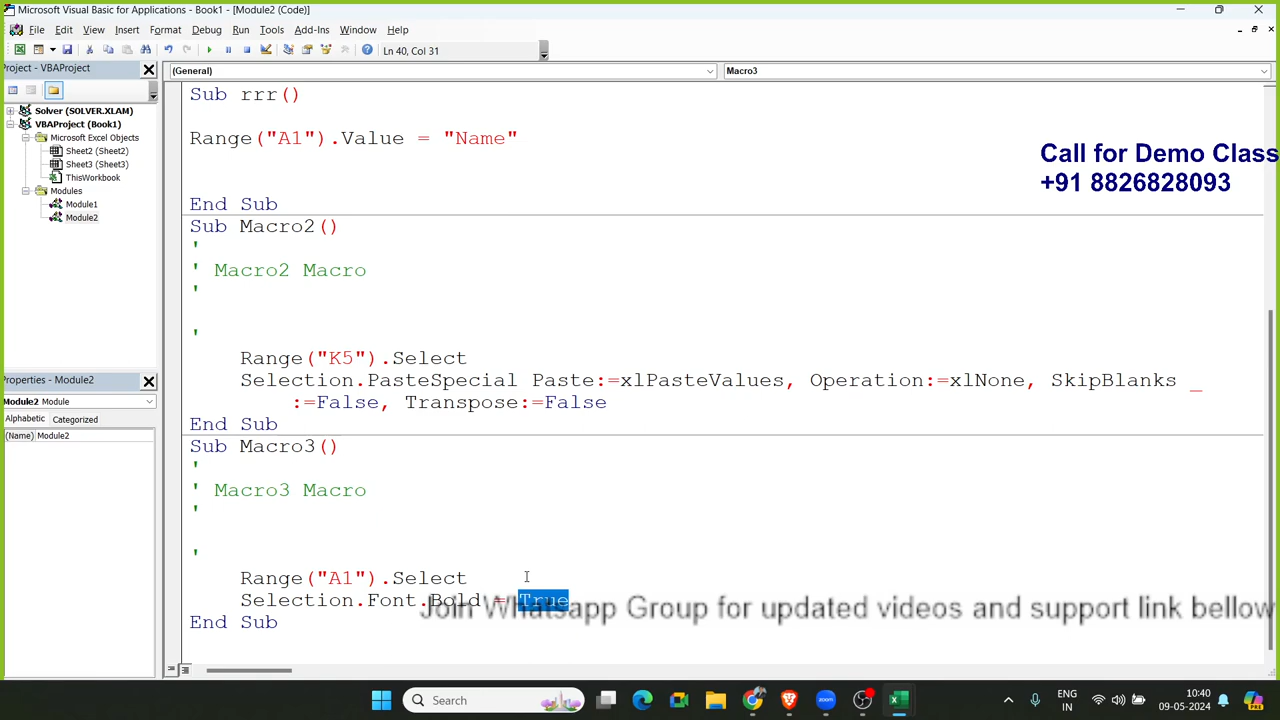 Microsoft Visual Basic for Applications - Book1 - [Module2 (Code)]
File Edit View Insert Format Debug Run Tools Add-Ins Window Help
Ln 40, Col 31
Project - VBAProject
(General)
Macro3
Solver (SOLVER.XLAM)
VBAProject (Book1)
Microsoft Excel Objects
Sheet2 (Sheet2)
Sheet3 (Sheet3)
ThisWorkbook
Modules
Module1
Module2
Properties - Module2
Module2 Module
Alphabetic Categorized
(Name) Module2
Sub rrr()
Range("A1").Value = "Name"
End Sub
Sub Macro2()
'
' Macro2 Macro
'
'
Range("K5").Select
Selection.PasteSpecial Paste:=xlPasteValues, Operation:=xlNone, SkipBlanks _
:=False, Transpose:=False
End Sub
Sub Macro3()
'
' Macro3 Macro
'
'
Range("A1").Select
Selection.Font.Bold = True
End Sub
Call for Demo Class
+91 8826828093
Join Whatsapp Group for updated videos and support link bellow
Search
ENG
IN
10:40
09-05-2024